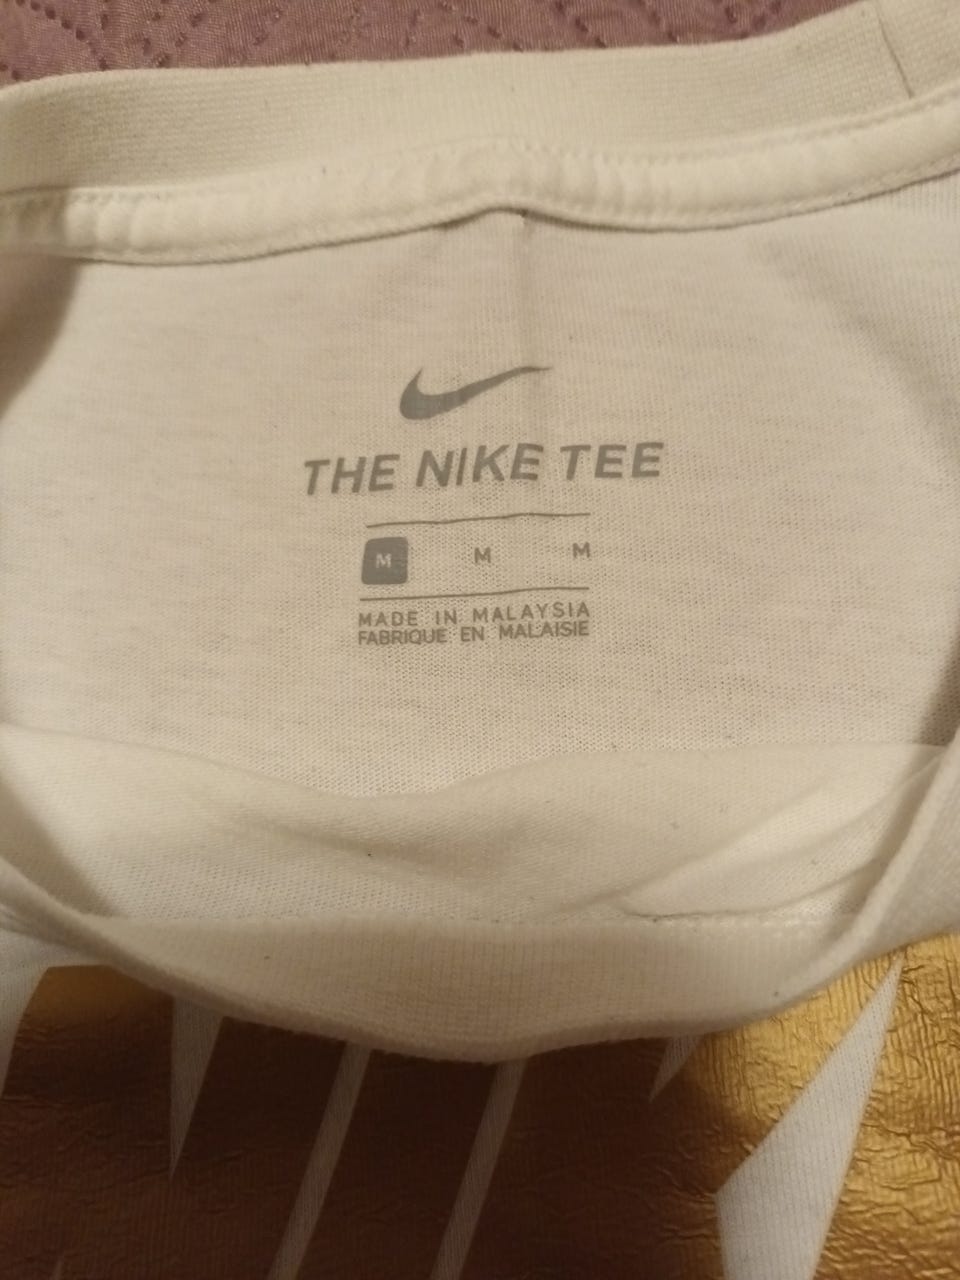 THE NIKE TEE
M M M
MADE IN MALAYSIA
FABRIQUE EN MALAISIE